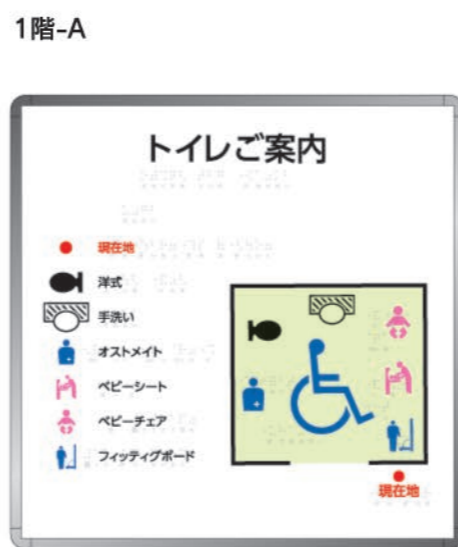 1階-A
トイレご案内
現在地
洋式
手洗い
オストメイト
ベビーシート
ベビーチェア
フィッティグボード
現在地